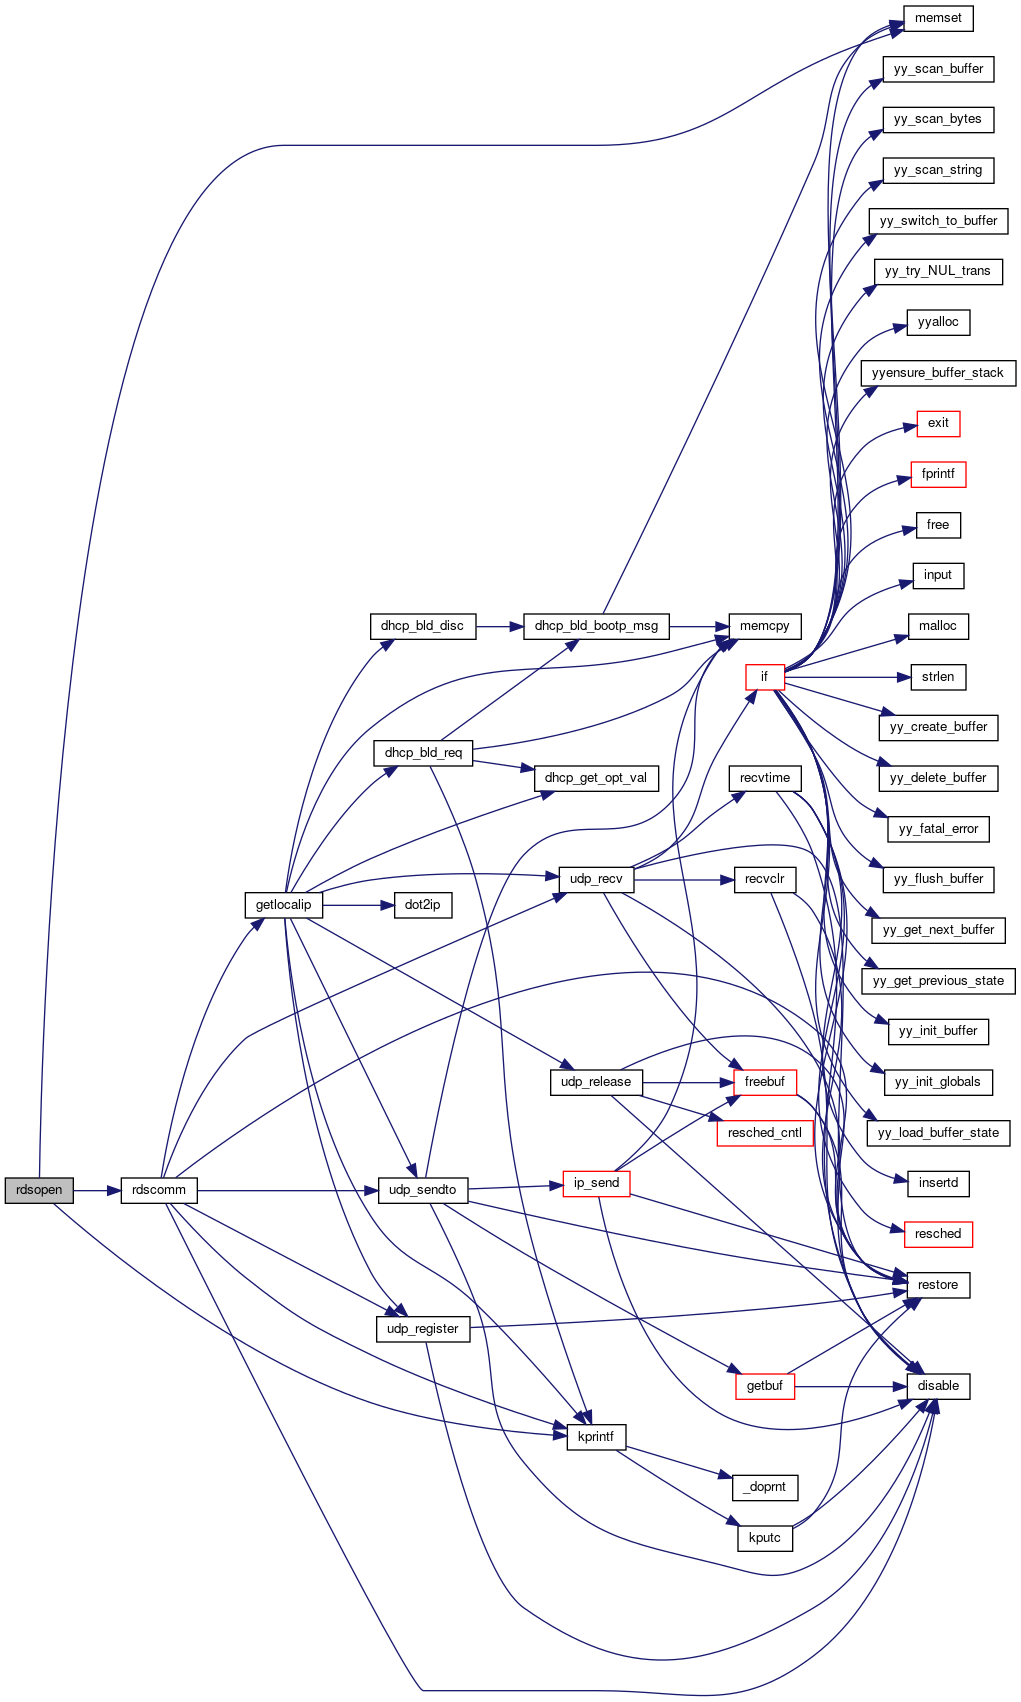 memset
yy_scan_buffer
yy_scan_bytes
yy_scan_string
yy_switch_to_buffer
yy_try_NUL_trans
yyalloc
yyensure_buffer_stack
exit
fprintf
free
input
dhcp_bld_disc
dhcp_bld_bootp_msg
memcpy
malloc
if
strlen
yy_create_buffer
dhcp_bld_req
dhcp_get_opt_val
recvtime
yy_delete_buffer
yy_fatal_error
udp_recv
recvclr
yy_flush_buffer
getlocalip
dot2ip
yy_get_next_buffer
yy_get_previous_state
yy_init_buffer
udp_release
freebuf
yy_init_globals
resched_cntl
yy_load_buffer_state
rdsopen
rdscomm
udp_sendto
ip_send
insertd
resched
restore
udp_register
getbuf
disable
kprintf
_doprnt
kputc